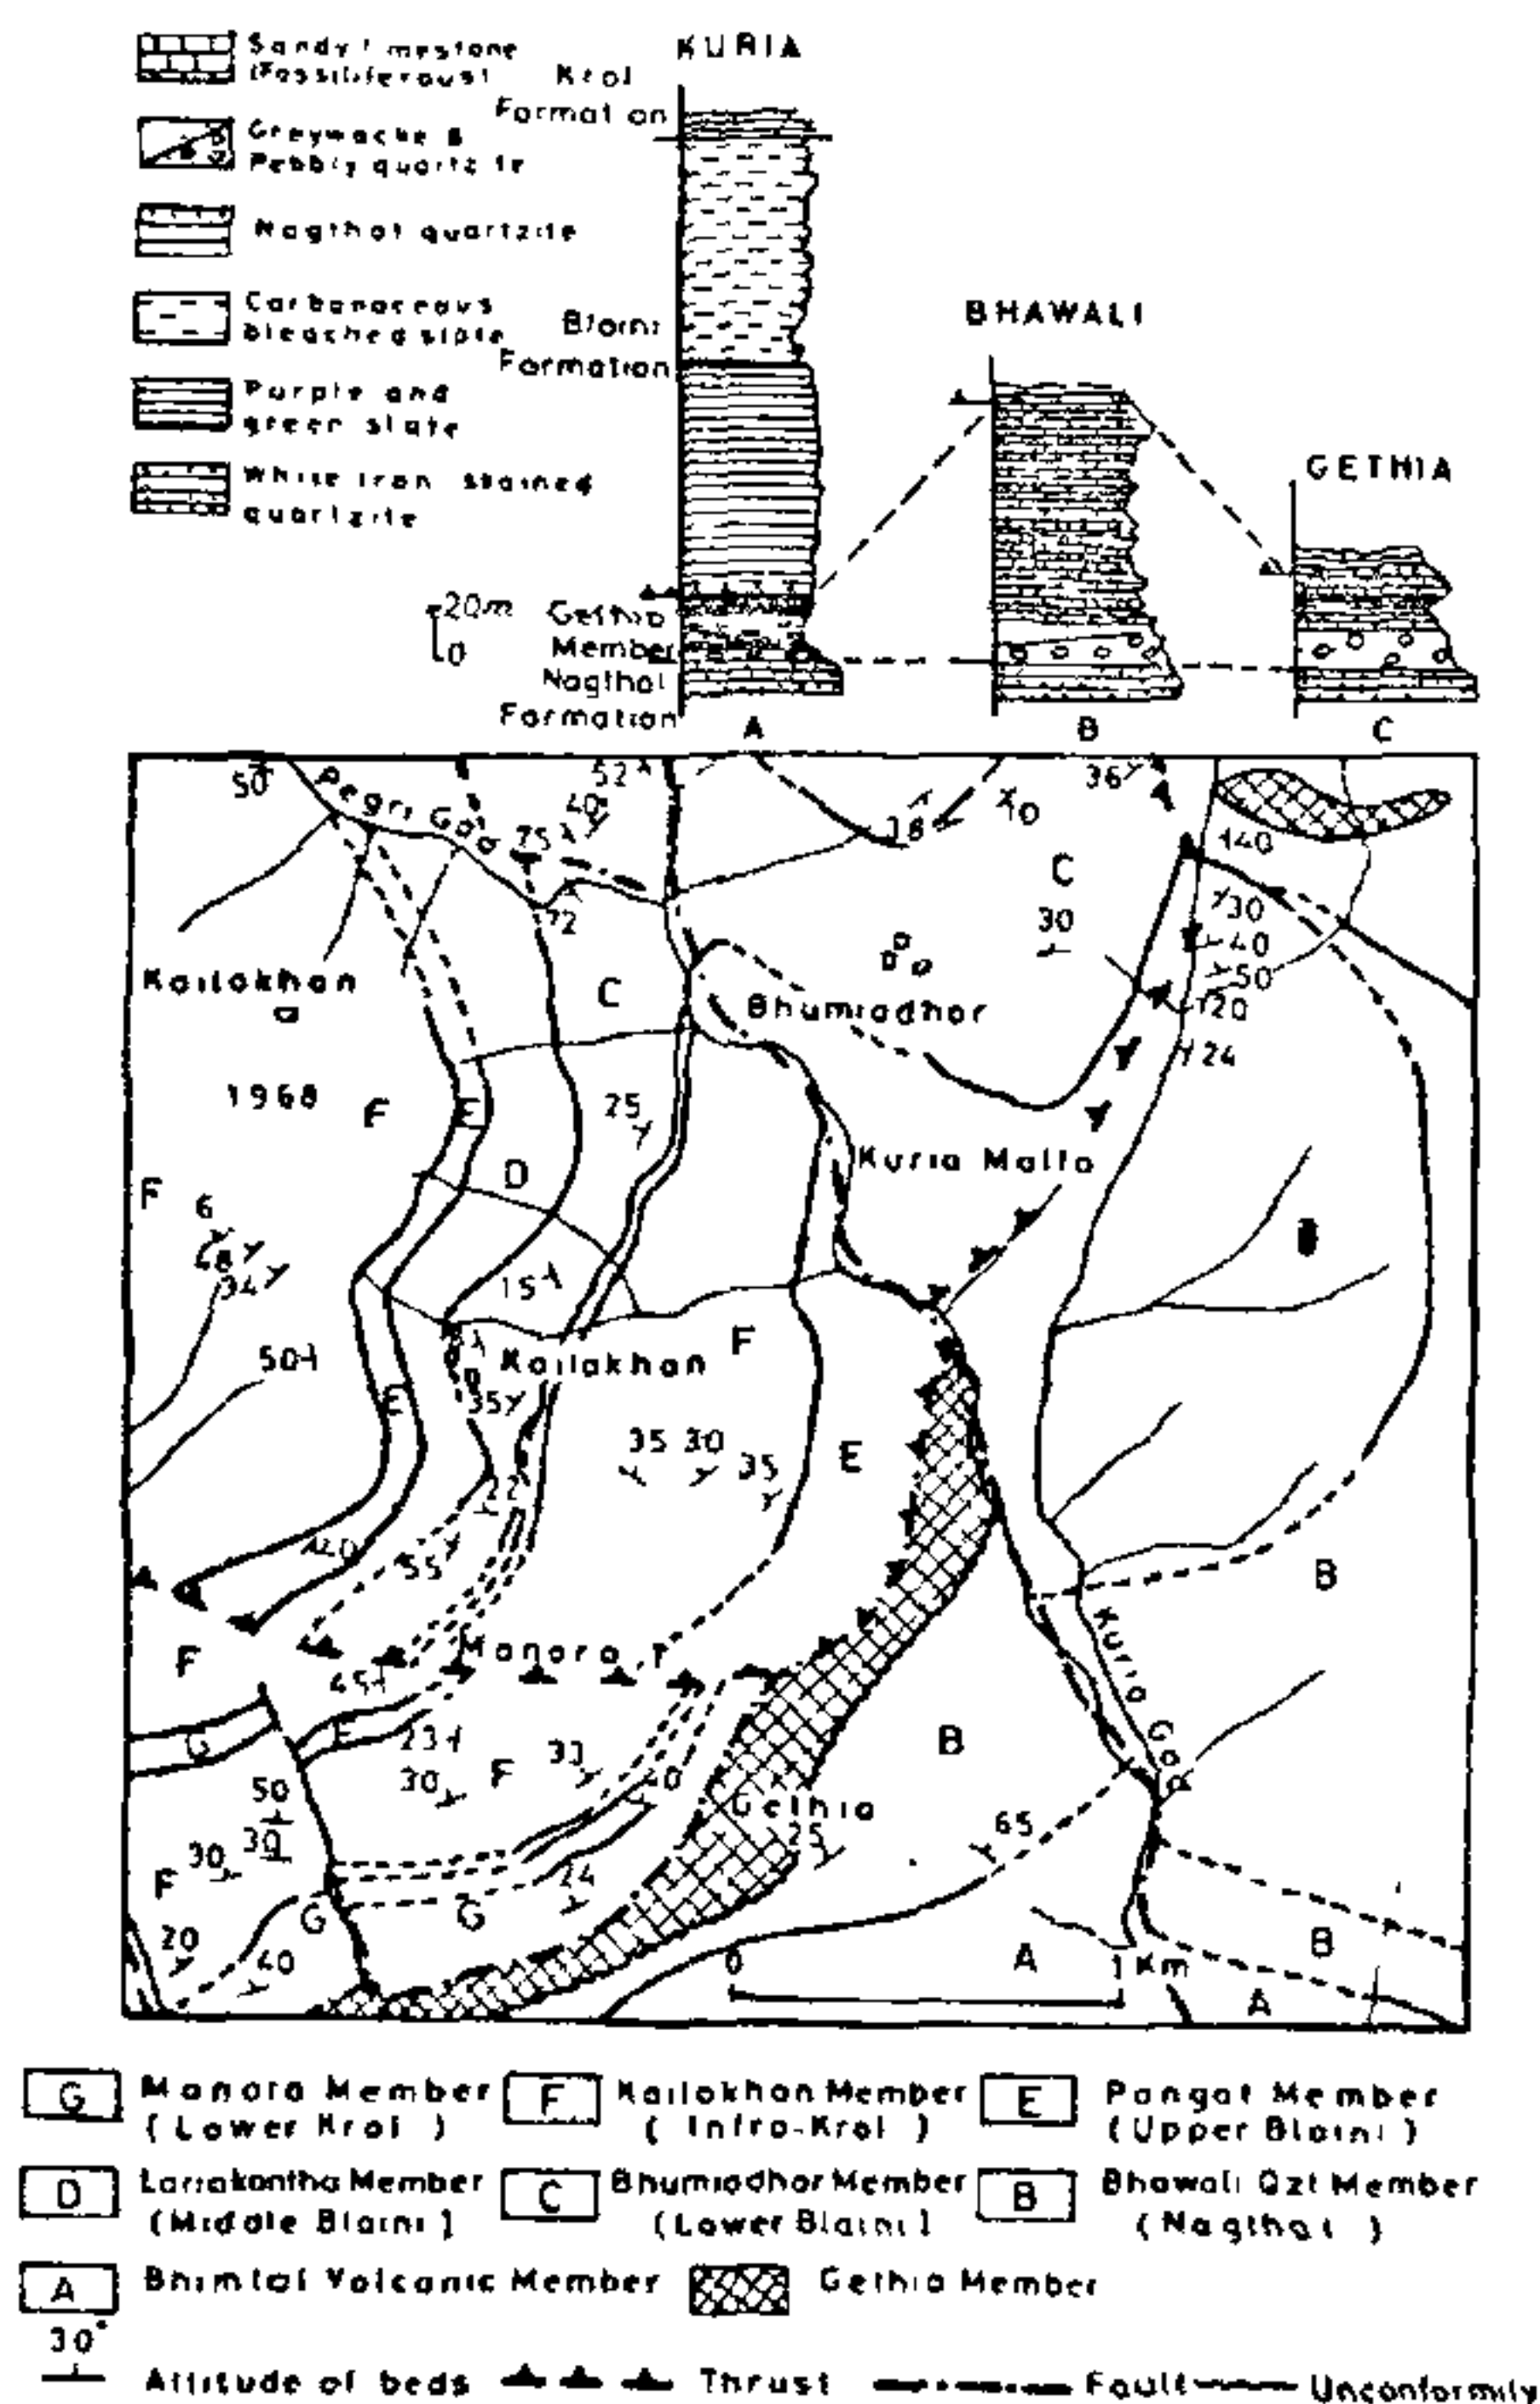 Sandy limestone
(Fossiliferous)
Greywacke &
Pebbly quartzite
Nagthat quartzite
Carbonaceous
bleached slate
Purple and
green slate
White iron stained
quartzite
KURIA
Krol
Formation
Blaini
Formation
20m
0
Gethia
Member
Nagthat
Formation
A
BHAWALI
B
GETHIA
C
50
Pegri Gad
52
40
75
72
18
10
36
140
30
40
50
120
24
C
30
Kailakhan
C
Bhumiadhar
1968
F
E
25
D
Kuria Malla
F
6
48
34
15
F
50
Kailakhan
E
35
35
30
35
E
22
40
55
B
F
Manora T
45
Kuria Gad
G
E
23
F
33
40
30
B
50
Gethia
25
65
30
30
F
G
G
24
20
40
A
B
A
0
1 Km
G
Manora Member
(Lower Krol)
F
Kailakhan Member
(Infra-Krol)
E
Pangot Member
(Upper Blaini)
D
Lariakantha Member
(Middle Blaini)
C
Bhumiadhar Member
(Lower Blaini)
B
Bhawali Qzt Member
(Nagthat)
A
Bhimtal Volcanic Member
Gethia Member
30°
Attitude of beds
Thrust
Fault
Unconformity